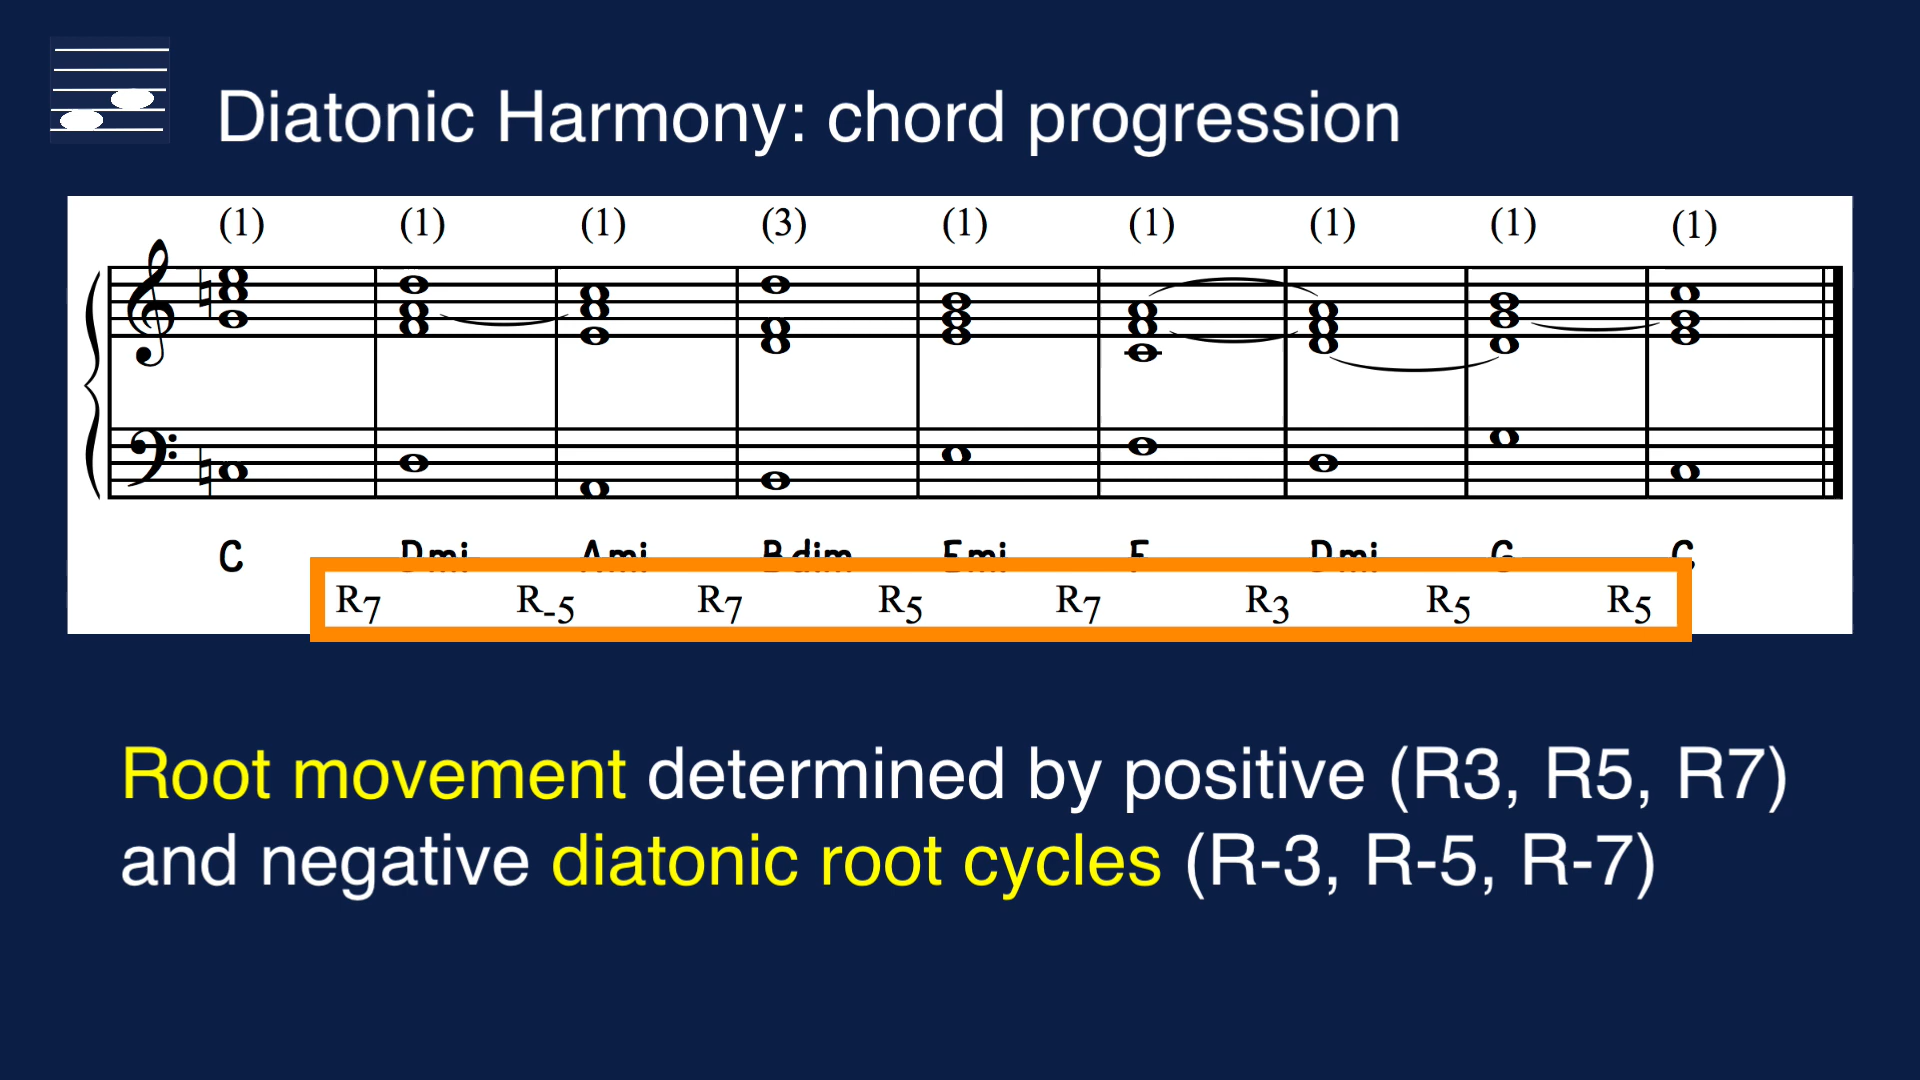 Diatonic Harmony: chord progression
(1) (1) (1) (3) (1) (1) (1) (1) (1)
C Dmi Ami Bdim Emi F Dmi G C
R7 R-5 R7 R5 R7 R3 R5 R5
Root movement determined by positive (R3, R5, R7)
and negative diatonic root cycles (R-3, R-5, R-7)